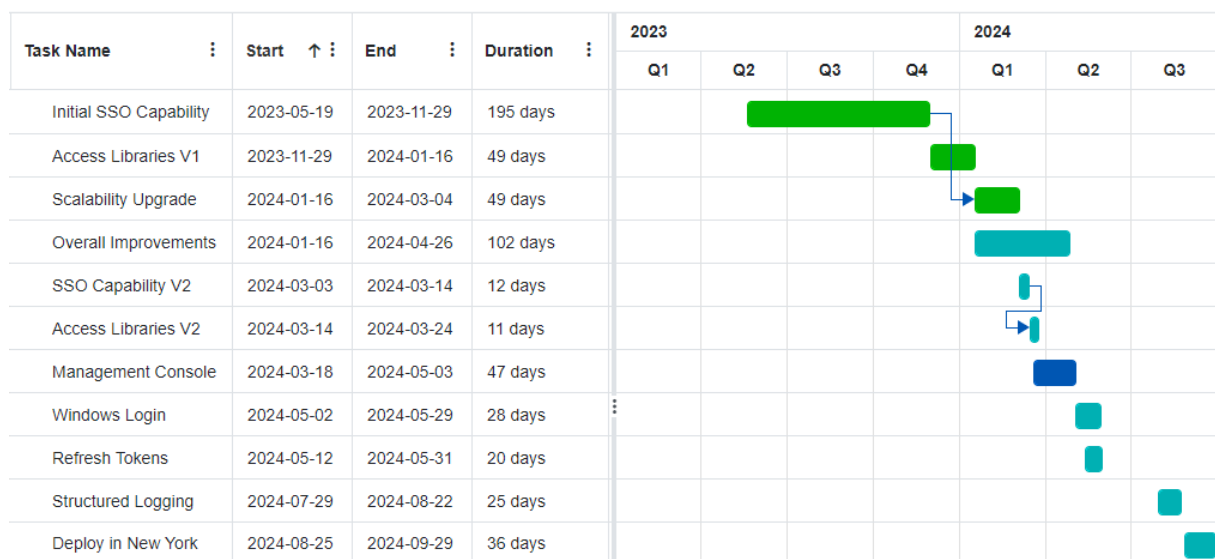 Task Name Start End Duration 2023 2024
Q1 Q2 Q3 Q4 Q1 Q2 Q3
Initial SSO Capability 2023-05-19 2023-11-29 195 days
Access Libraries V1 2023-11-29 2024-01-16 49 days
Scalability Upgrade 2024-01-16 2024-03-04 49 days
Overall Improvements 2024-01-16 2024-04-26 102 days
SSO Capability V2 2024-03-03 2024-03-14 12 days
Access Libraries V2 2024-03-14 2024-03-24 11 days
Management Console 2024-03-18 2024-05-03 47 days
Windows Login 2024-05-02 2024-05-29 28 days
Refresh Tokens 2024-05-12 2024-05-31 20 days
Structured Logging 2024-07-29 2024-08-22 25 days
Deploy in New York 2024-08-25 2024-09-29 36 days